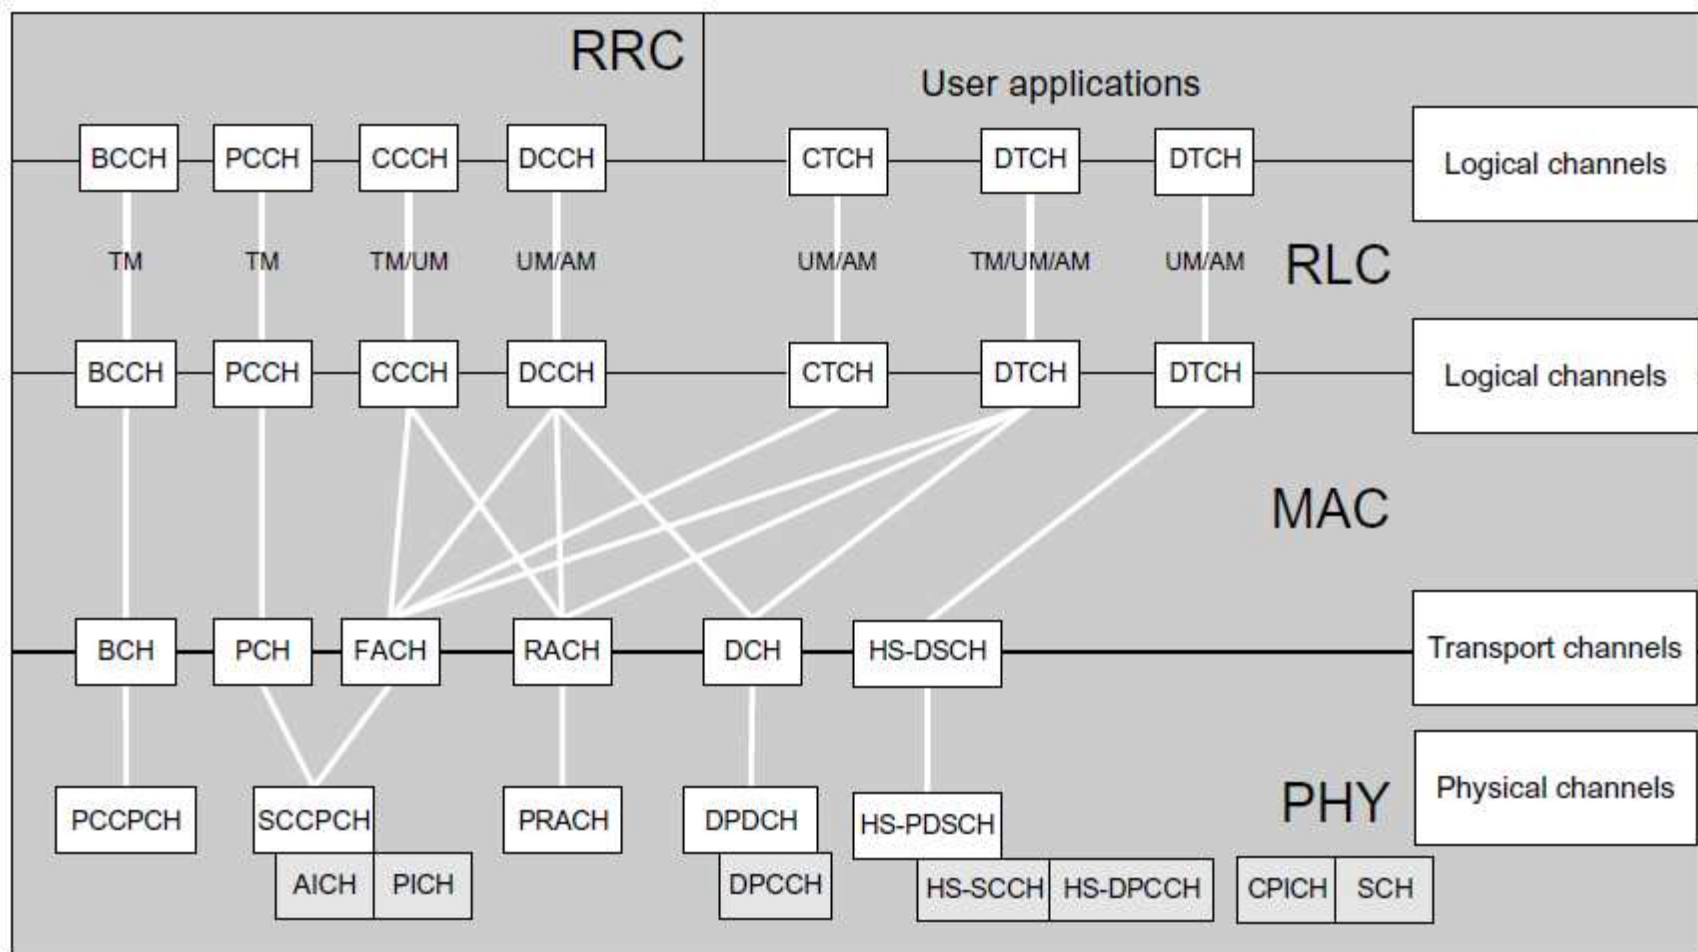 RRC
User applications
BCCH PCCH CCCH DCCH CTCH DTCH DTCH Logical channels
TM TM TM/UM UM/AM UM/AM TM/UM/AM UM/AM RLC
BCCH PCCH CCCH DCCH CTCH DTCH DTCH Logical channels
MAC
BCH PCH FACH RACH DCH HS-DSCH Transport channels
Physical channels
PHY
PCCPCH SCCPCH PRACH DPDCH HS-PDSCH
AICH PICH DPCCH HS-SCCH HS-DPCCH CPICH SCH